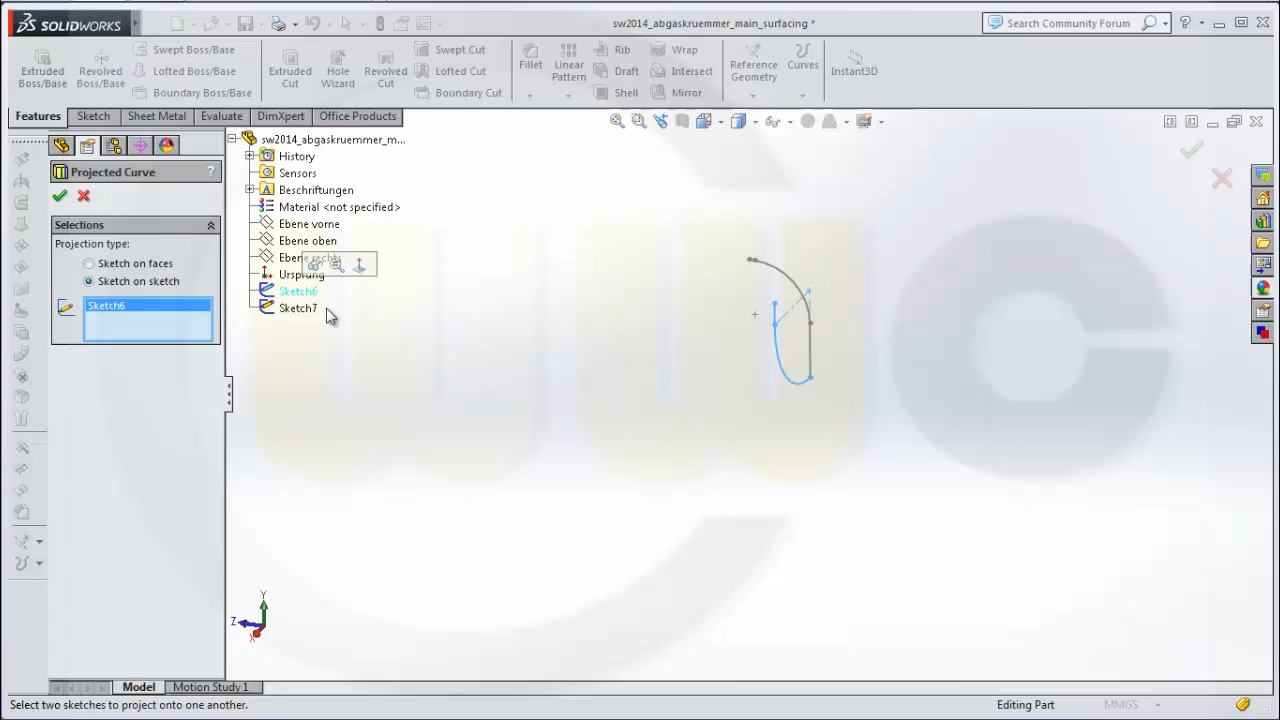 SOLIDWORKS
sw2014_abgaskruemmer_main_surfacing *
Search Community Forum
?
Extruded Boss/Base
Revolved Boss/Base
Swept Boss/Base
Lofted Boss/Base
Boundary Boss/Base
Extruded Cut
Hole Wizard
Revolved Cut
Swept Cut
Lofted Cut
Boundary Cut
Fillet
Linear Pattern
Rib
Draft
Shell
Wrap
Intersect
Mirror
Reference Geometry
Curves
Instant3D
Features
Sketch
Sheet Metal
Evaluate
DimXpert
Office Products
Projected Curve
?
Selections
Projection type:
Sketch on faces
Sketch on sketch
Sketch6
sw2014_abgaskruemmer_m...
History
Sensors
Beschriftungen
Material <not specified>
Ebene vorne
Ebene oben
Ebene rechts
Ursprung
Sketch6
Sketch7
Y
Z
X
Model
Motion Study 1
Select two sketches to project onto one another.
Editing Part
MMGS